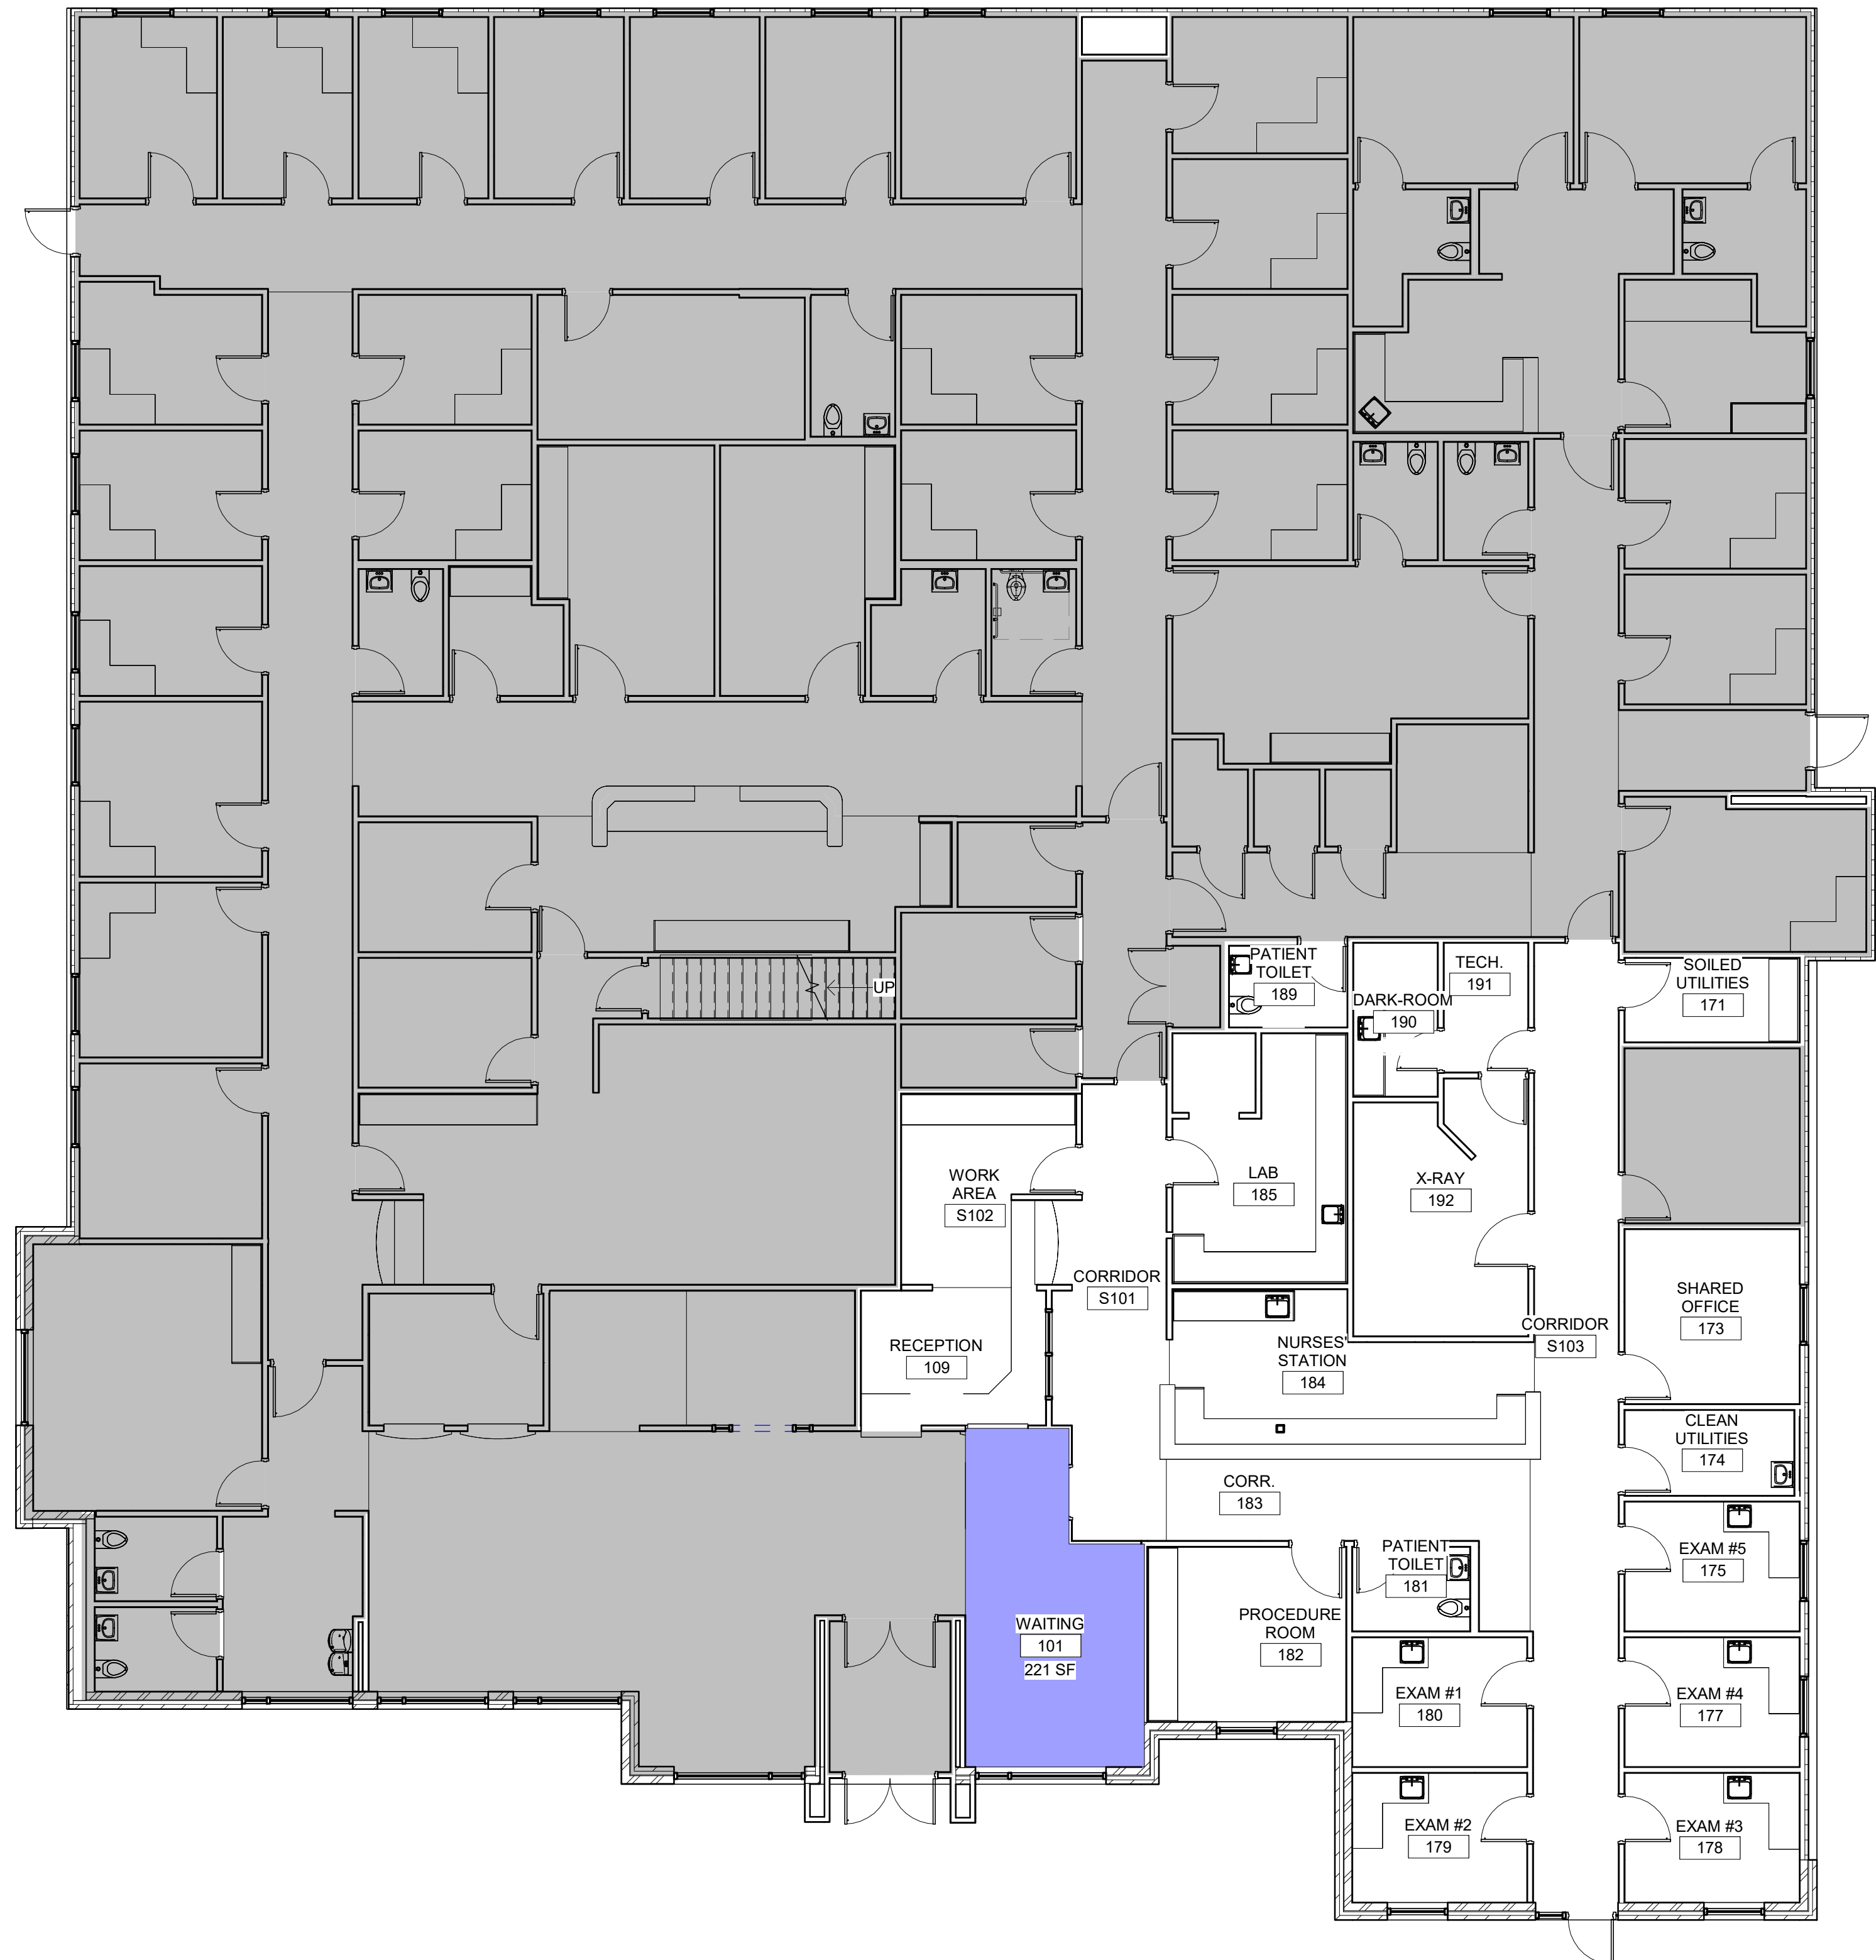 UP
PATIENT
TOILET
189
TECH.
191
DARK-ROOM
190
SOILED
UTILITIES
171
WORK
AREA
S102
LAB
185
X-RAY
192
CORRIDOR
S101
SHARED
OFFICE
173
RECEPTION
109
NURSES'
STATION
184
CORRIDOR
S103
CLEAN
UTILITIES
174
CORR.
183
PATIENT
TOILET
181
EXAM #5
175
WAITING
101
221 SF
PROCEDURE
ROOM
182
EXAM #1
180
EXAM #4
177
EXAM #2
179
EXAM #3
178